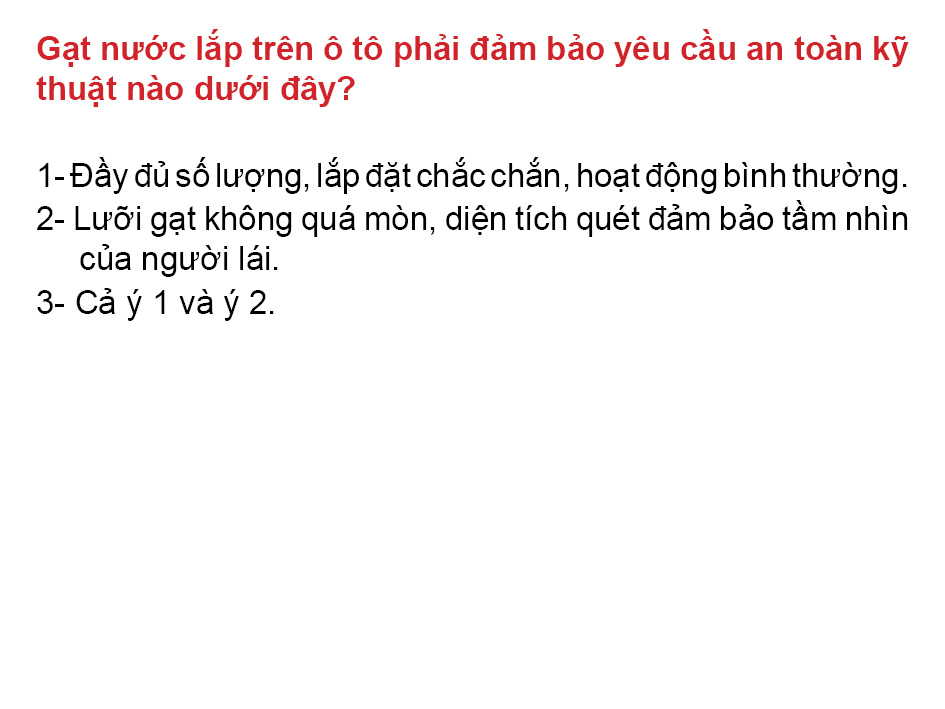 Gạt nước lắp trên ô tô phải đảm bảo yêu cầu an toàn kỹ
thuật nào dưới đây?
1- Đầy đủ số lượng, lắp đặt chắc chắn, hoạt động bình thường.
2- Lưỡi gạt không quá mòn, diện tích quét đảm bảo tầm nhìn
của người lái.
3- Cả ý 1 và ý 2.